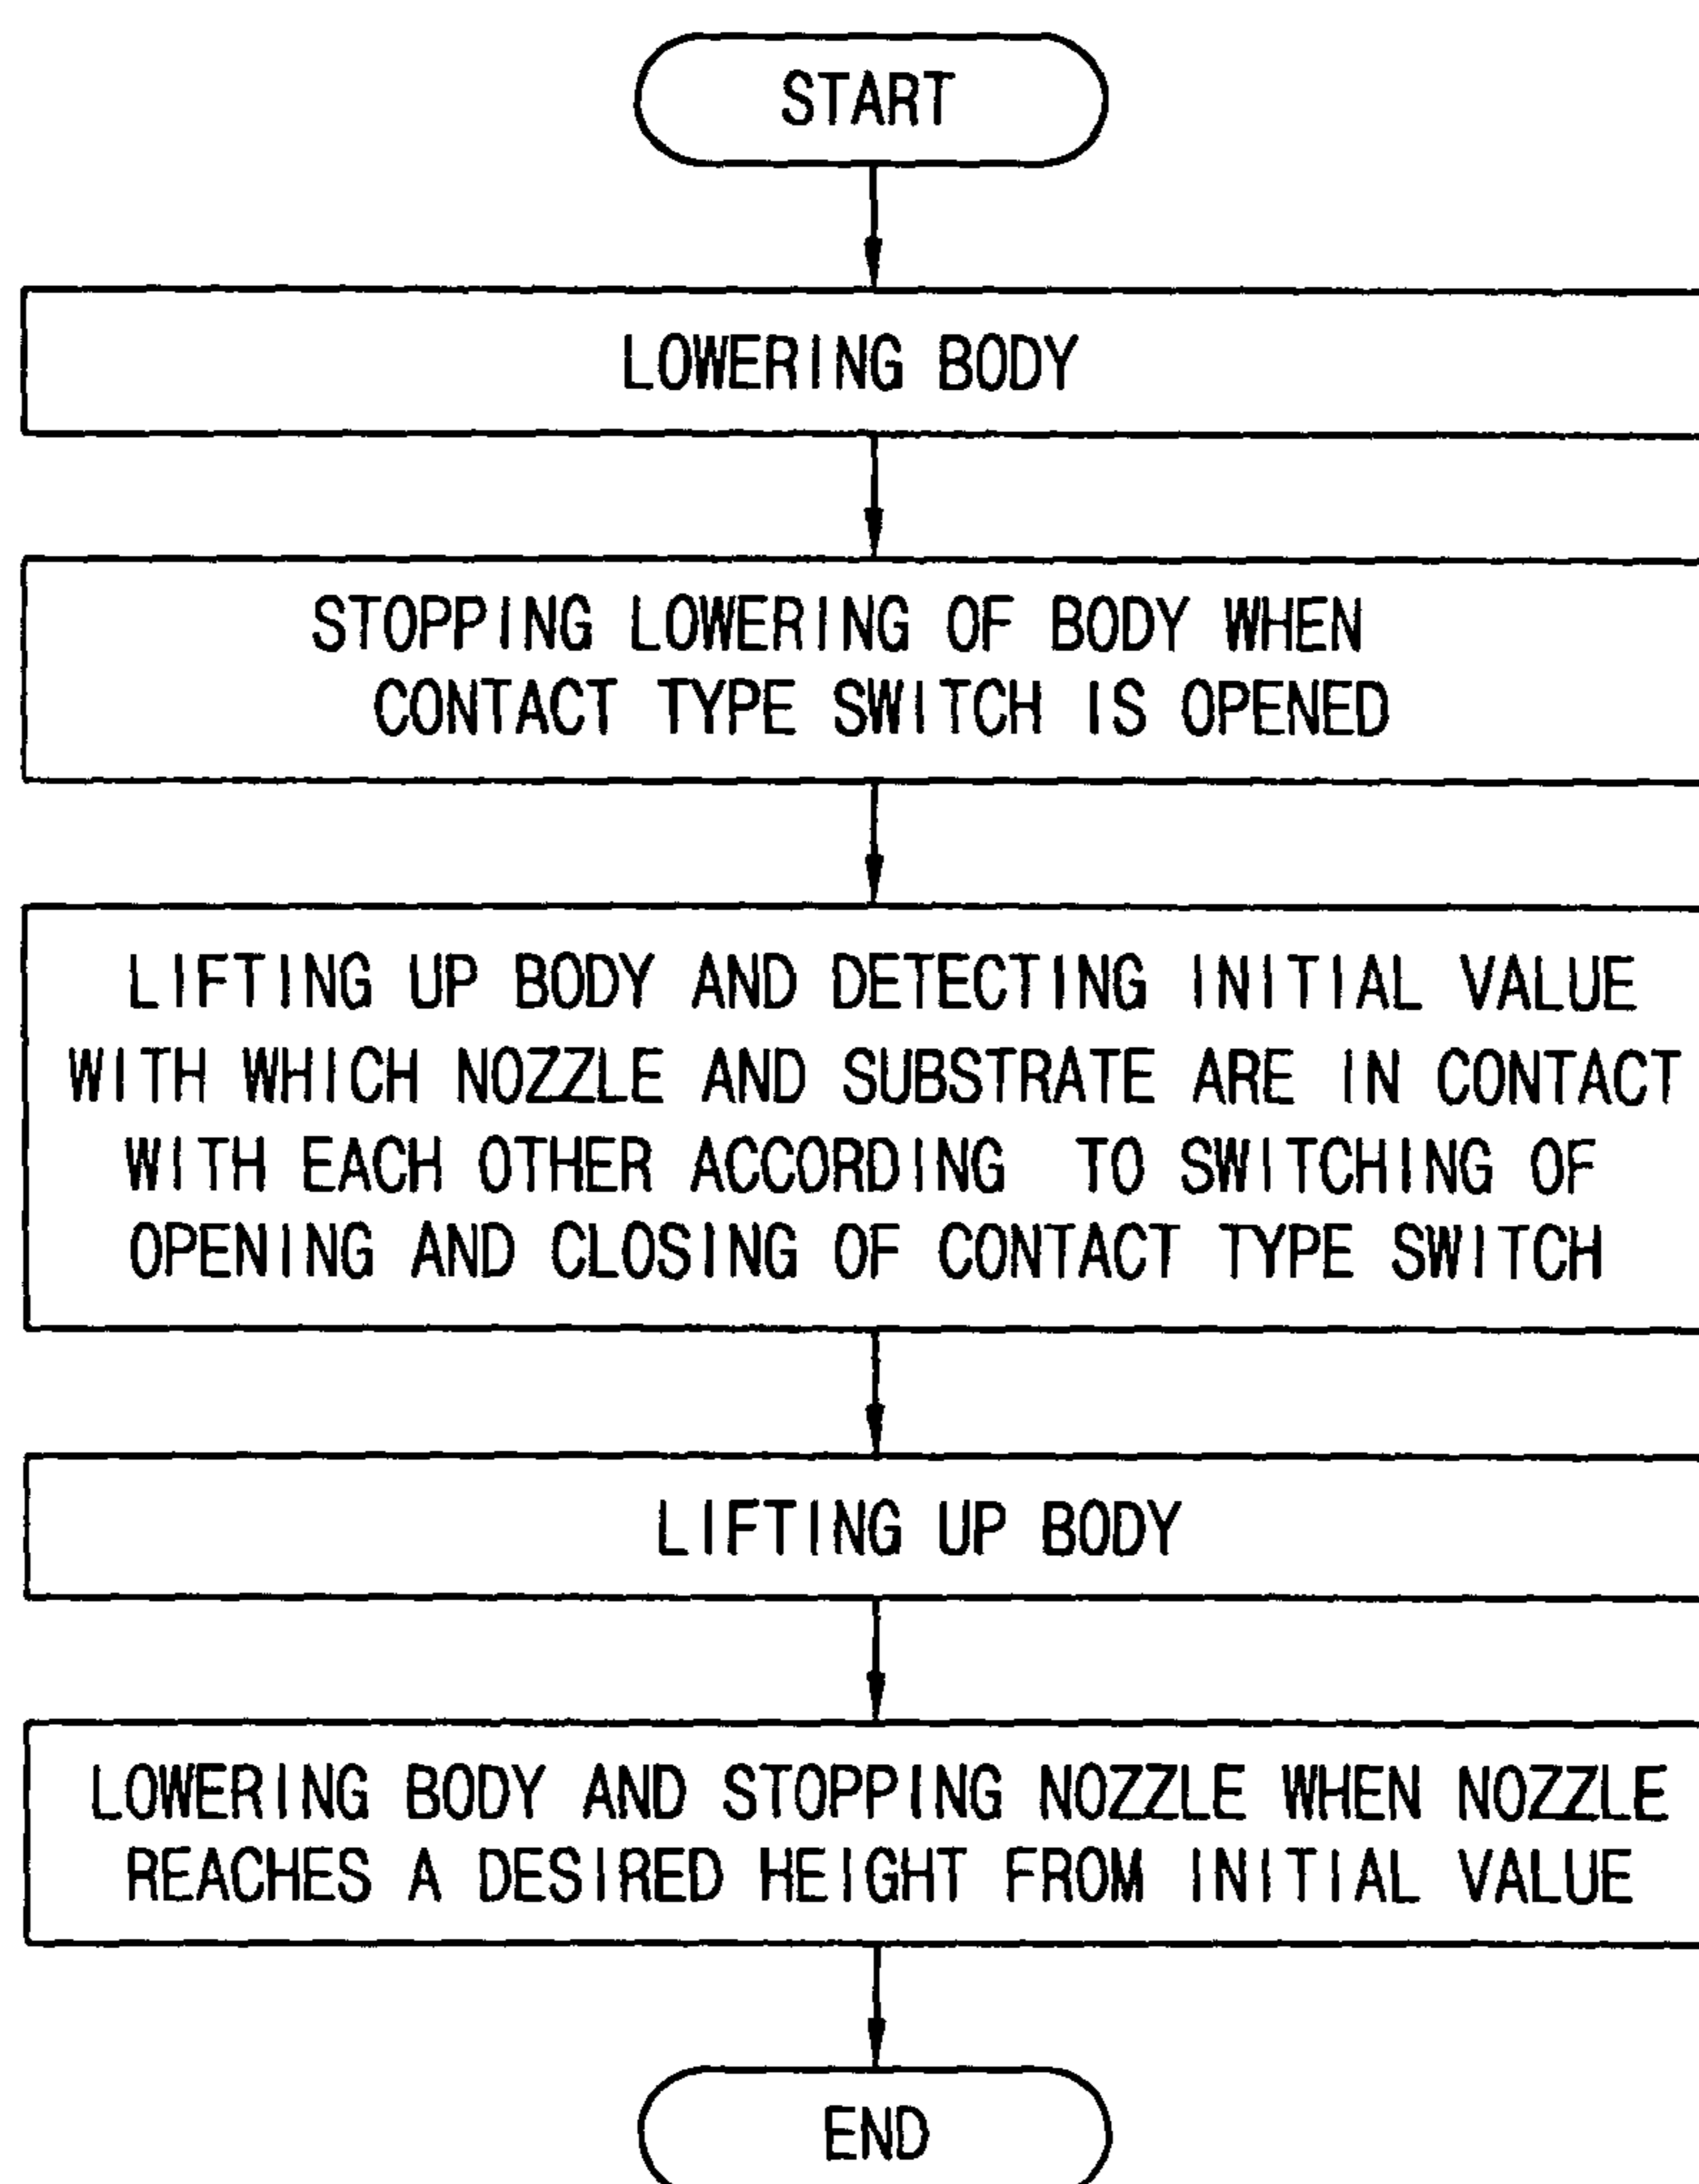 START
LOWERING BODY
STOPPING LOWERING OF BODY WHEN
CONTACT TYPE SWITCH IS OPENED
LIFTING UP BODY AND DETECTING INITIAL VALUE
WITH WHICH NOZZLE AND SUBSTRATE ARE IN CONTACT
WITH EACH OTHER ACCORDING TO SWITCHING OF
OPENING AND CLOSING OF CONTACT TYPE SWITCH
LIFTING UP BODY
LOWERING BODY AND STOPPING NOZZLE WHEN NOZZLE
REACHES A DESIRED HEIGHT FROM INITIAL VALUE
END